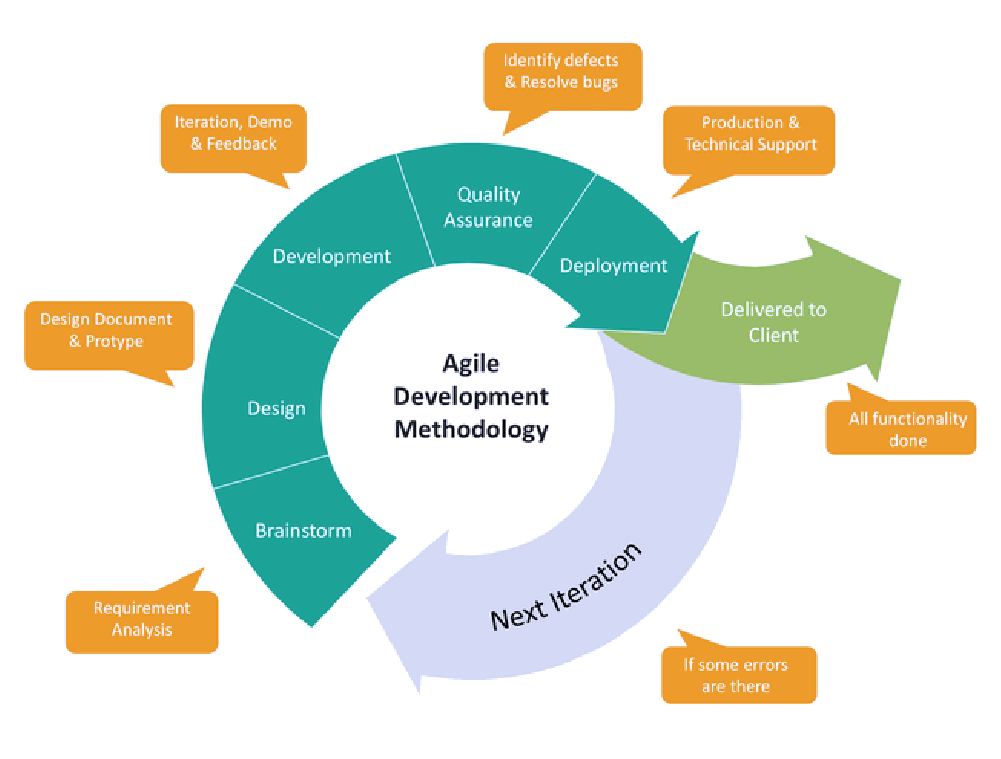 Identify defects
& Resolve bugs
Iteration, Demo
& Feedback
Production &
Technical Support
Quality
Assurance
Development
Deployment
Delivered to
Client
Design Document
& Protype
Agile
Development
Methodology
Design
All functionality
done
Brainstorm
Next Iteration
Requirement
Analysis
If some errors
are there